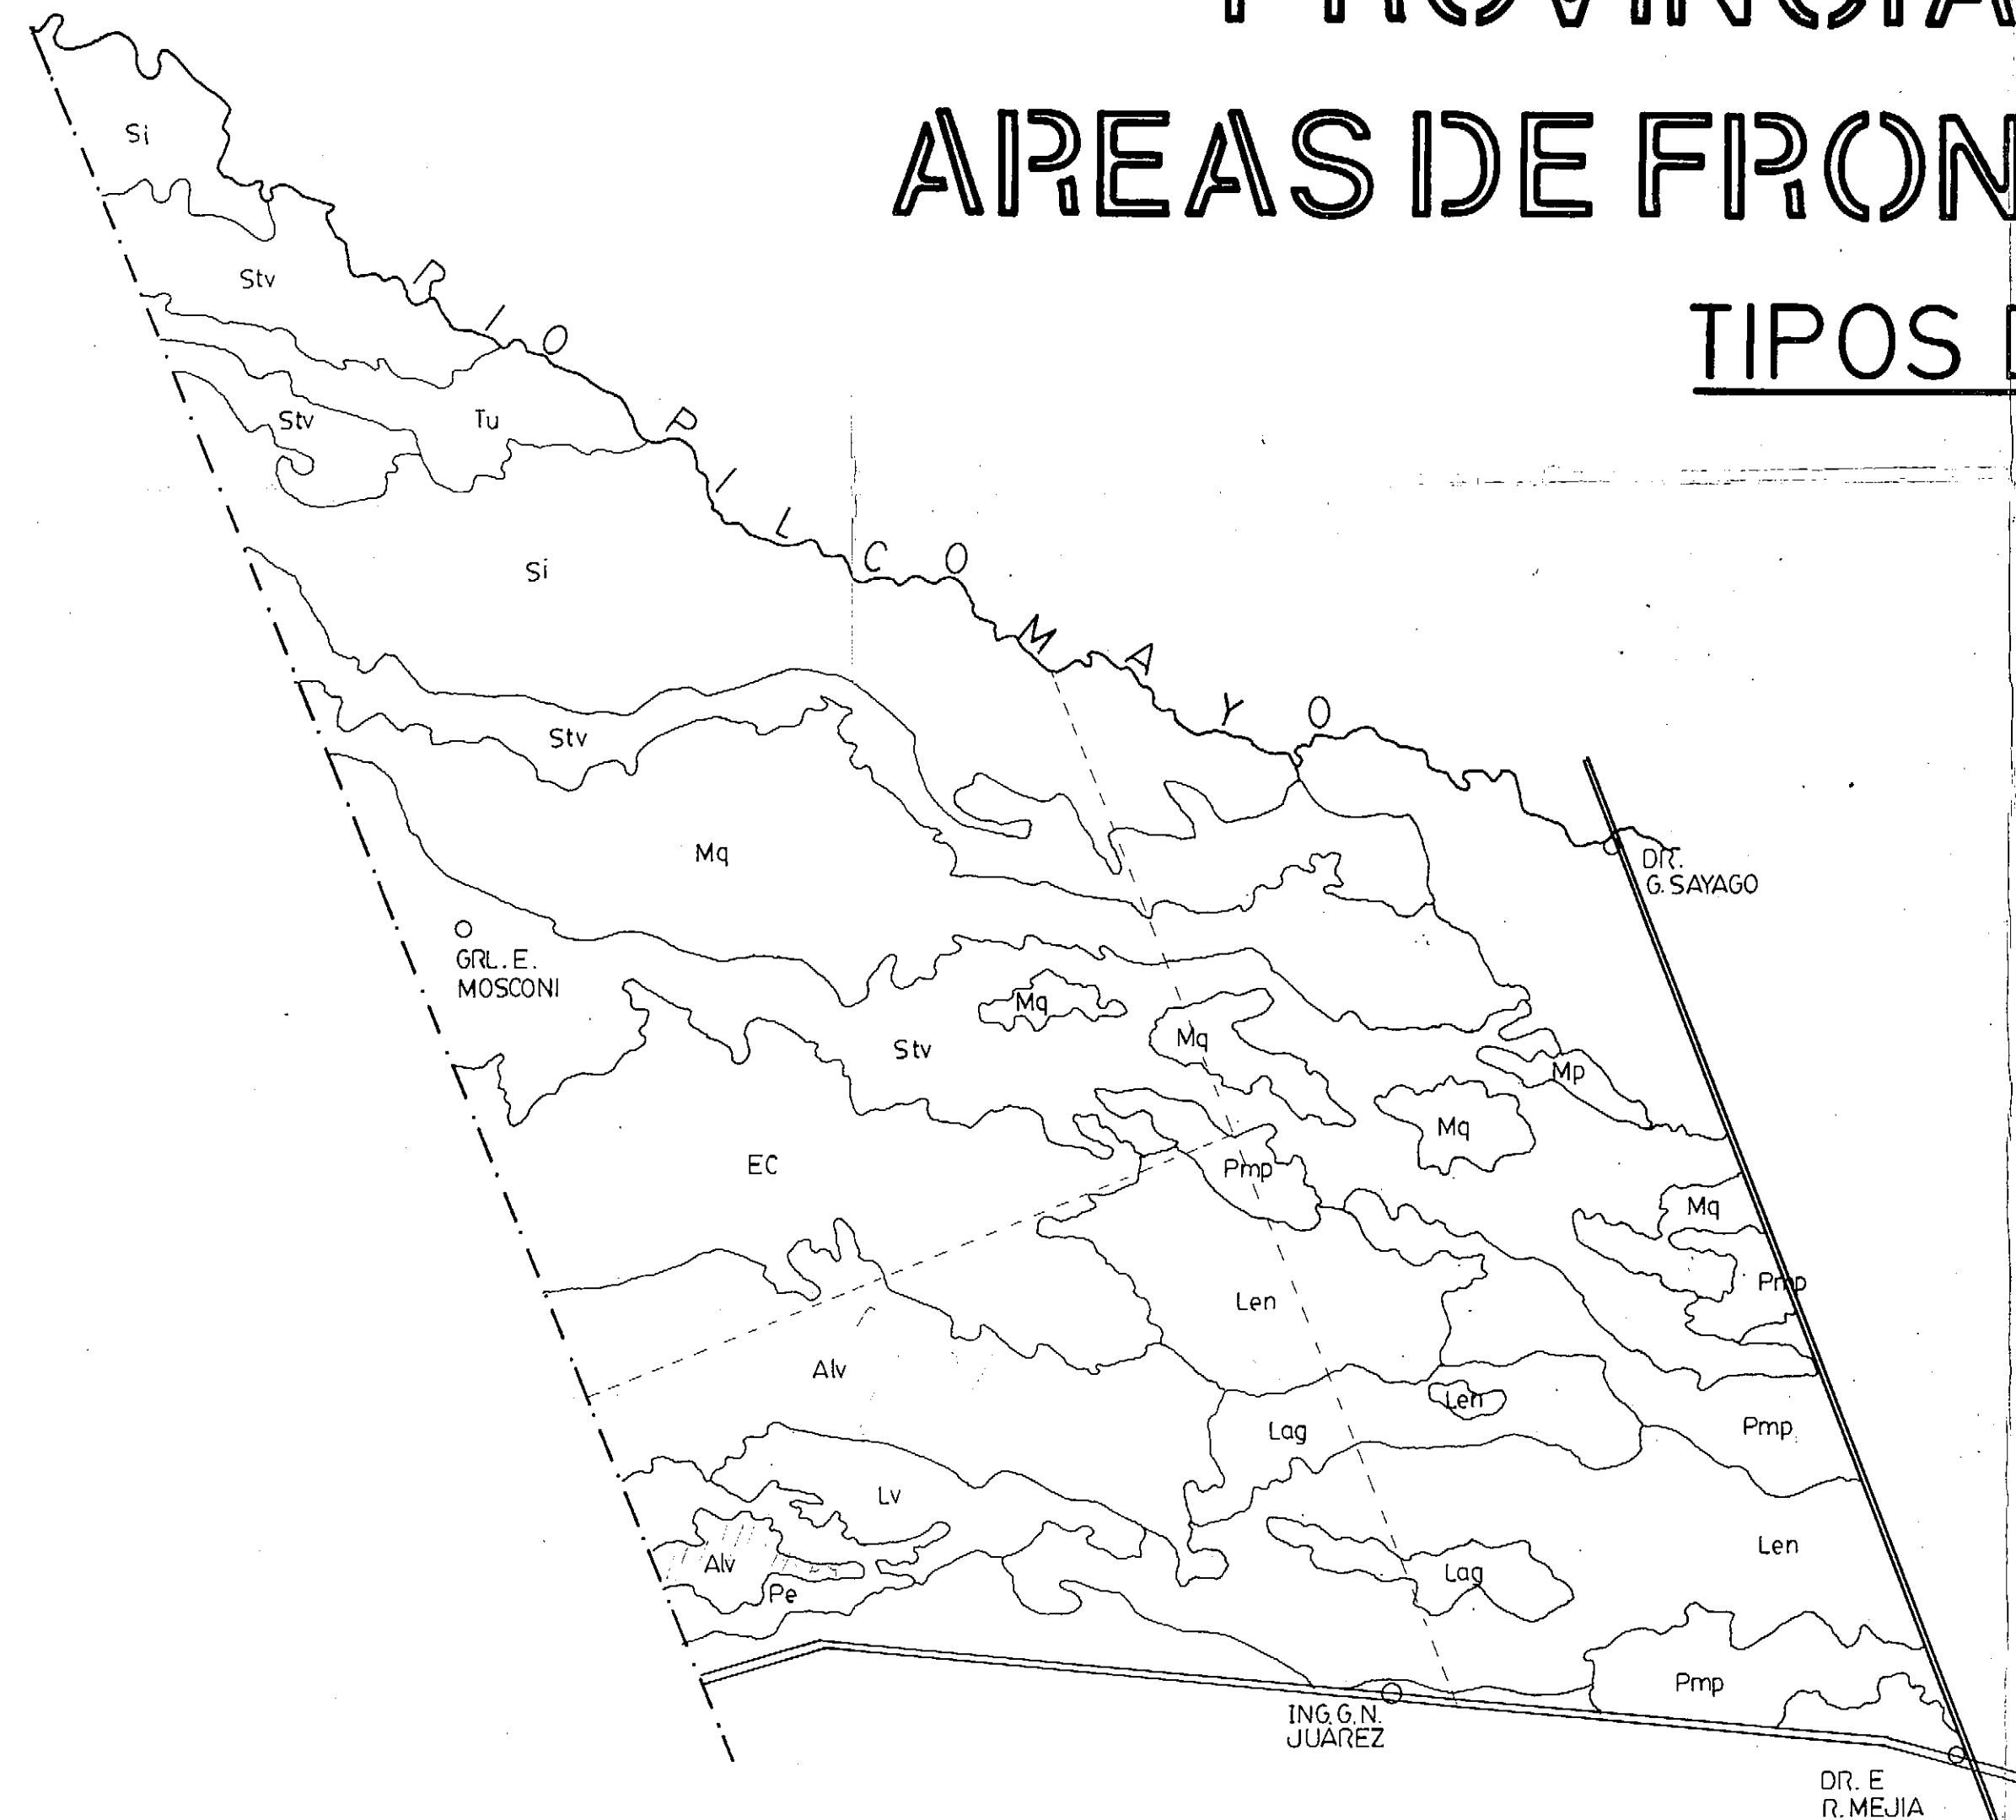 PROVINCIA
AREAS DE FRON
TIPOS D
Si
Stv
RIO PILCOMAYO
Stv
Tu
Si
Stv
Mq
DR.
G. SAYAGO
GRL. E.
MOSCONI
Mq
Mq
Stv
Mp
Mq
EC
Pmp
Mq
Pmp
Len
Alv
Len
Lag
Pmp
Lv
Len
Alv
Lag
Pe
Pmp
ING. G. N.
JUAREZ
DR. E
R. MEJIA